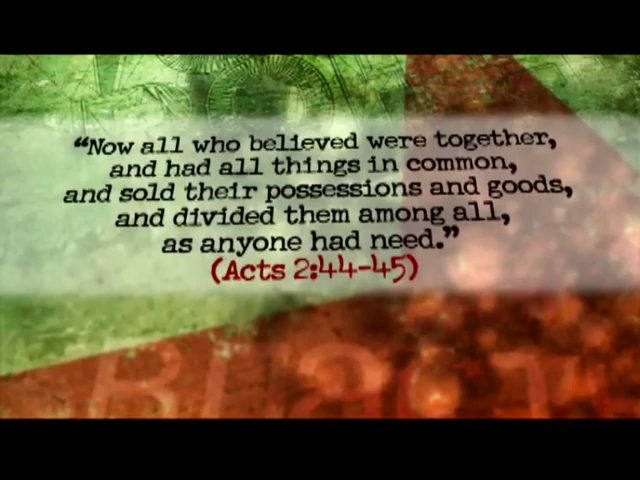 “Now all who believed were together,
and had all things in common,
and sold their possessions and goods,
and divided them among all,
as anyone had need.”
(Acts 2:44-45)